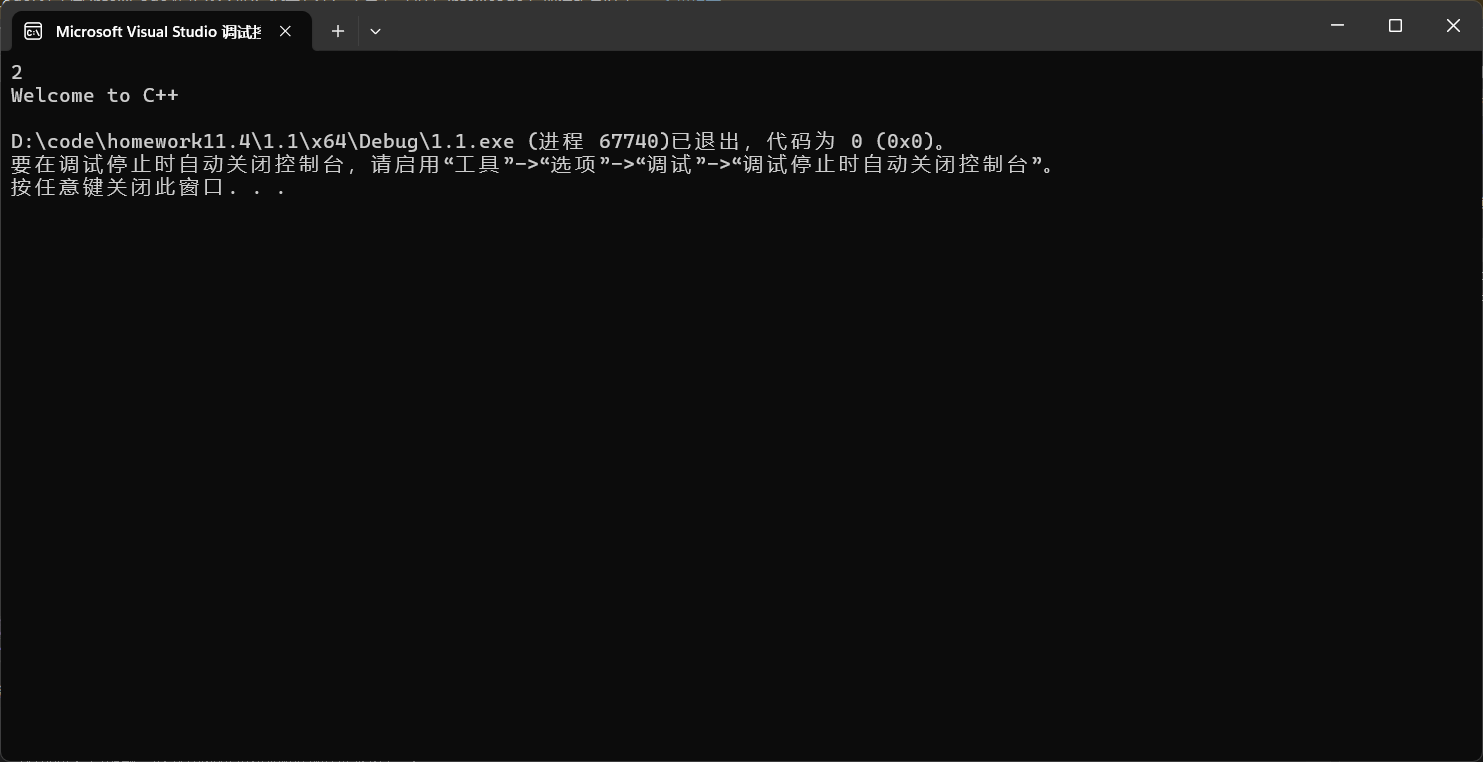 Microsoft Visual Studio 调试
2
Welcome to C++
D:\code\homework11.4\1.1\x64\Debug\1.1.exe (进程 67740)已退出，代码为 0 (0x0)。
要在调试停止时自动关闭控制台，请启用“工具”->“选项”->“调试”->“调试停止时自动关闭控制台”。
按任意键关闭此窗口. . .